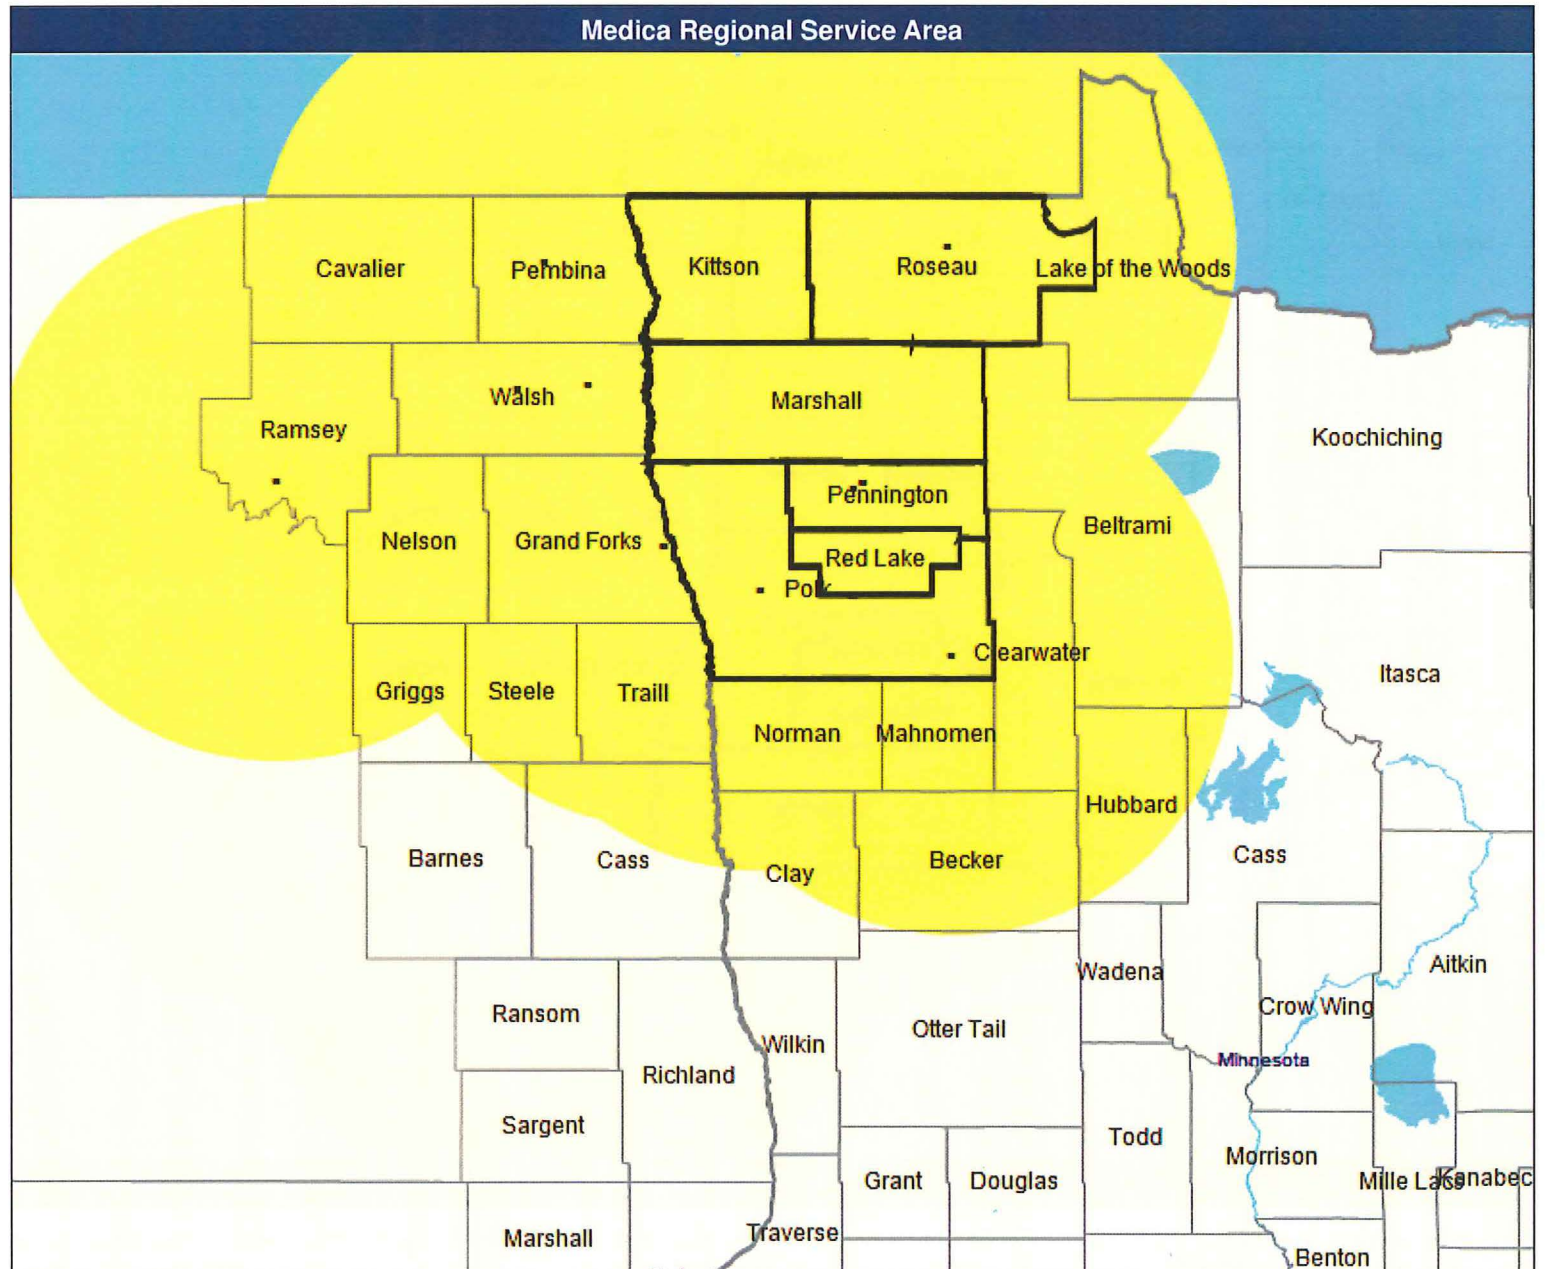 Medica Regional Service Area
Cavalier
Pembina
Kittson
Roseau
Lake of the Woods
Walsh
Marshall
Ramsey
Koochiching
Pennington
Nelson
Grand Forks
Beltrami
Red Lake
Polk
Clearwater
Griggs
Steele
Traill
Itasca
Norman
Mahnomen
Hubbard
Barnes
Cass
Clay
Becker
Cass
Wadena
Aitkin
Ransom
Otter Tail
Crow Wing
Wilkin
Minnesota
Richland
Sargent
Todd
Morrison
Grant
Douglas
Mille Lacs
Kanabec
Marshall
Traverse
Benton